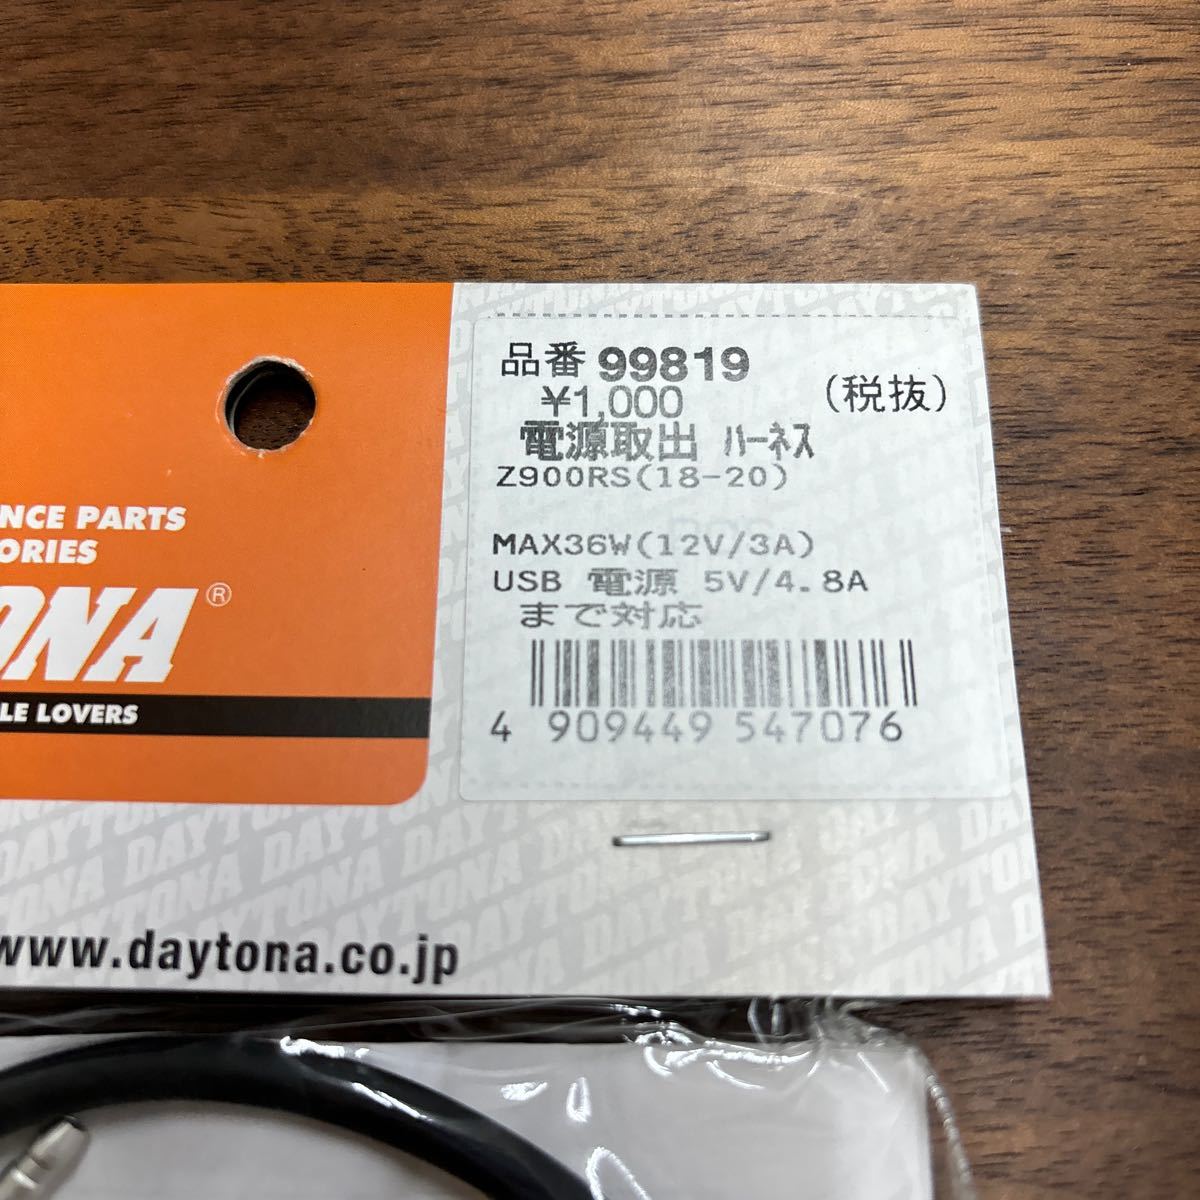 品番 99819
¥1,000 (税抜)
電源取出 ハーネス
Z900RS(18-20)
MAX36W(12V/3A)
USB 電源 5V/4.8A
まで対応
4 909449 547076
NCE PARTS
ORIES
ONA®
LE LOVERS
www.daytona.co.jp